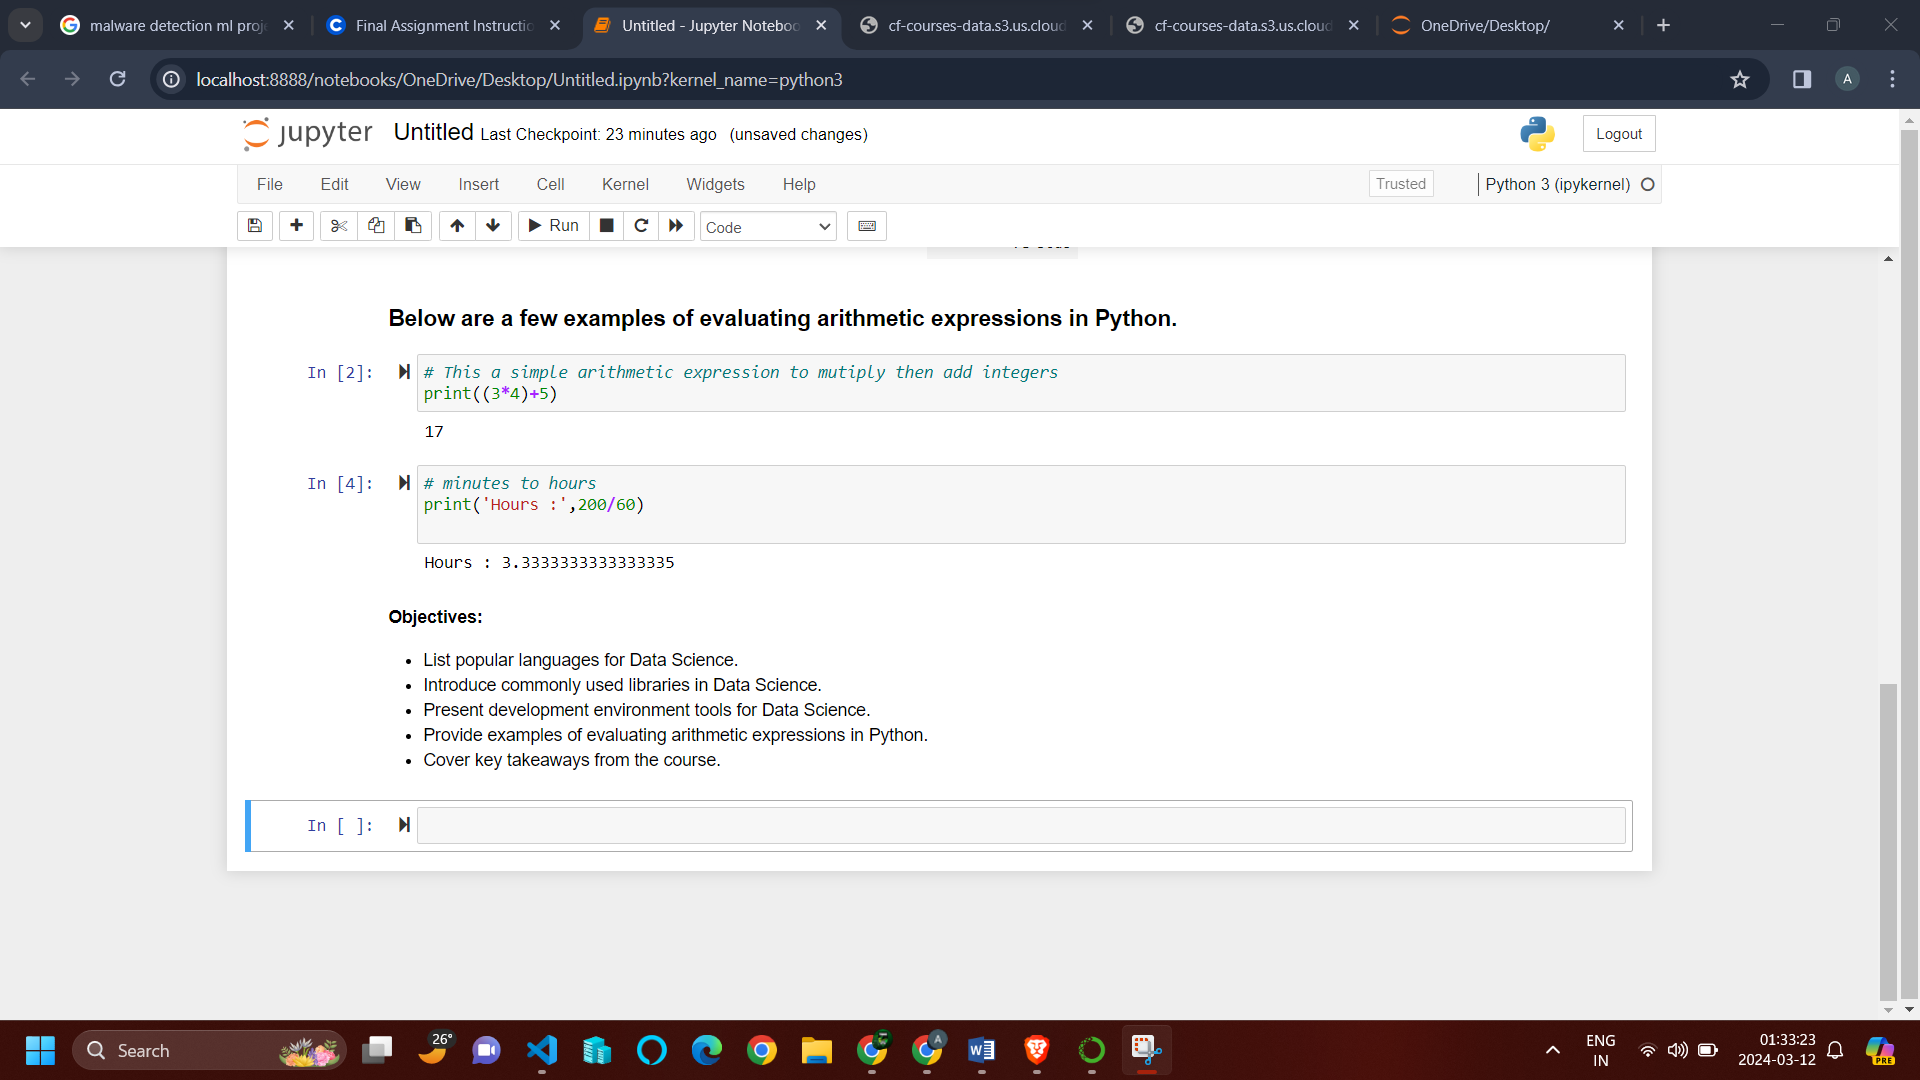 malware detection ml proj
Final Assignment Instructio
Untitled - Jupyter Noteboo
cf-courses-data.s3.us.cloud
cf-courses-data.s3.us.cloud
OneDrive/Desktop/
localhost:8888/notebooks/OneDrive/Desktop/Untitled.ipynb?kernel_name=python3
A
jupyter Untitled Last Checkpoint: 23 minutes ago (unsaved changes)
Logout
File Edit View Insert Cell Kernel Widgets Help
Trusted
Python 3 (ipykernel)
Run
Code
Below are a few examples of evaluating arithmetic expressions in Python.
In [2]:
# This a simple arithmetic expression to mutiply then add integers
print((3*4)+5)
17
In [4]:
# minutes to hours
print('Hours :',200/60)
Hours : 3.3333333333333335
Objectives:
• List popular languages for Data Science.
• Introduce commonly used libraries in Data Science.
• Present development environment tools for Data Science.
• Provide examples of evaluating arithmetic expressions in Python.
• Cover key takeaways from the course.
In [ ]:
Search
26°
A
ENG
IN
01:33:23
2024-03-12
PRE